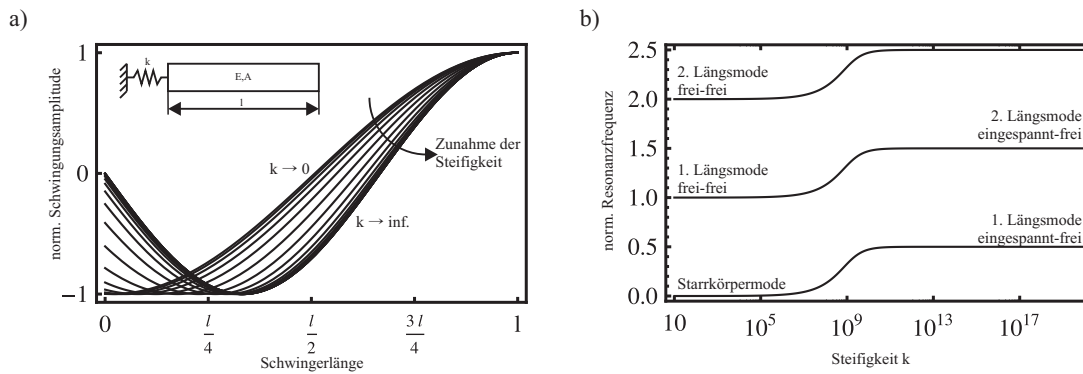 a)
norm. Schwingungsamplitude
1
0
−1
k
E,A
l
Zunahme der
Steifigkeit
k → 0
k → inf.
0
l/4
l/2
3 l/4
1
Schwingerlänge
b)
norm. Resonanzfrequenz
2.5
2.0
1.5
1.0
0.5
0.0
2. Längsmode
frei-frei
2. Längsmode
eingespannt-frei
1. Längsmode
frei-frei
1. Längsmode
eingespannt-frei
Starrkörpermode
10
10^5
10^9
10^13
10^17
Steifigkeit k